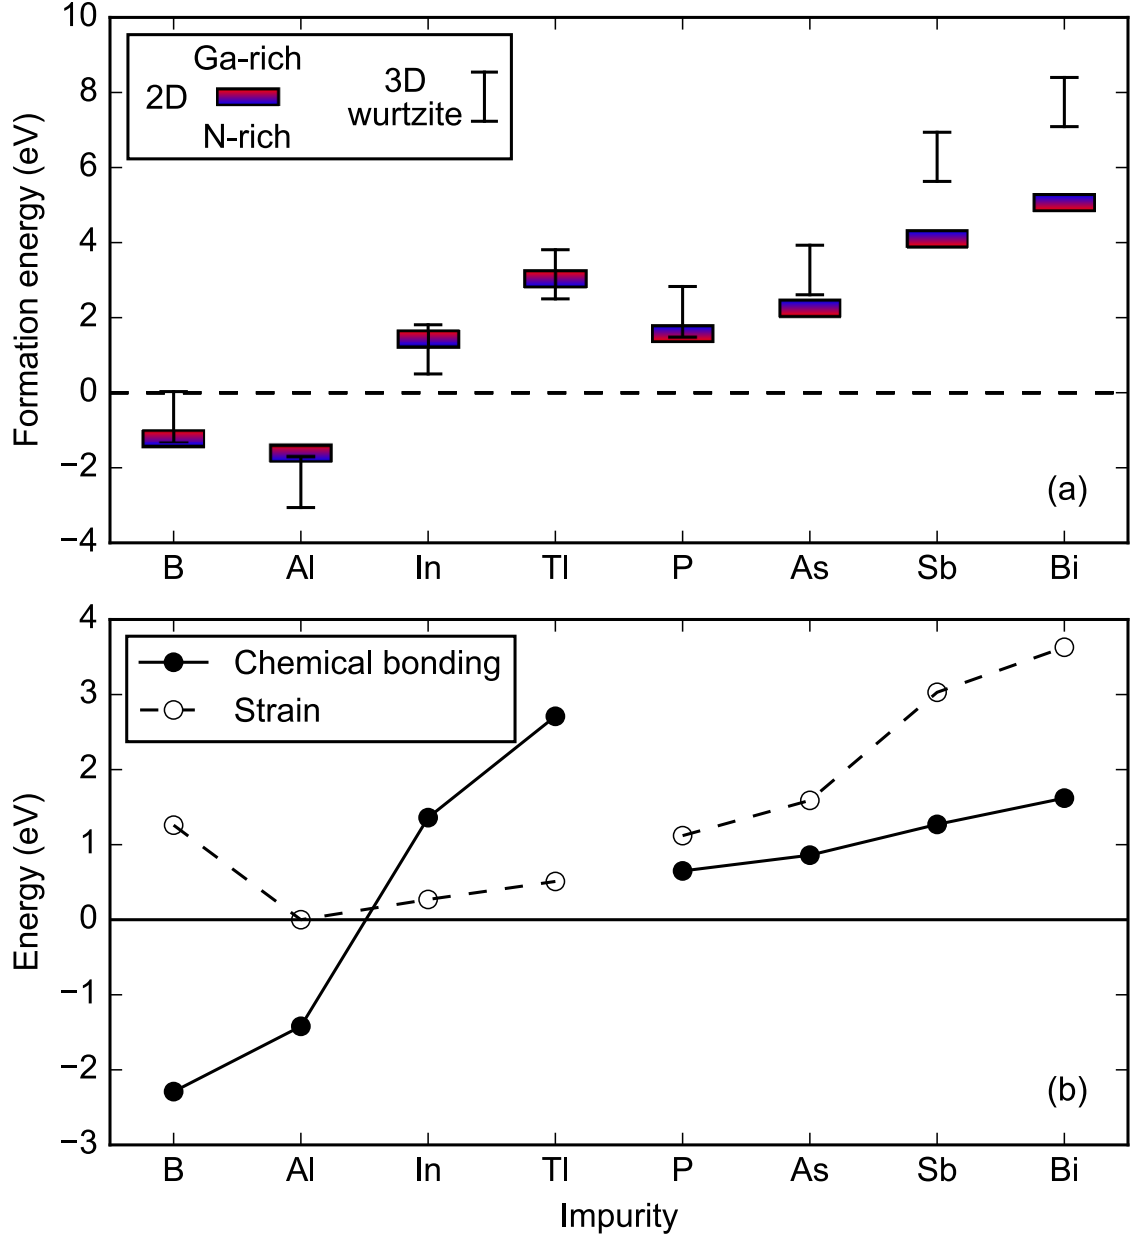 10
8
6
4
2
0
−2
−4
Formation energy (eV)
Ga-rich
2D
N-rich
3D
wurtzite
(a)
B Al In Tl P As Sb Bi
4
3
2
1
0
−1
−2
−3
Energy (eV)
Chemical bonding
Strain
(b)
B Al In Tl P As Sb Bi
Impurity